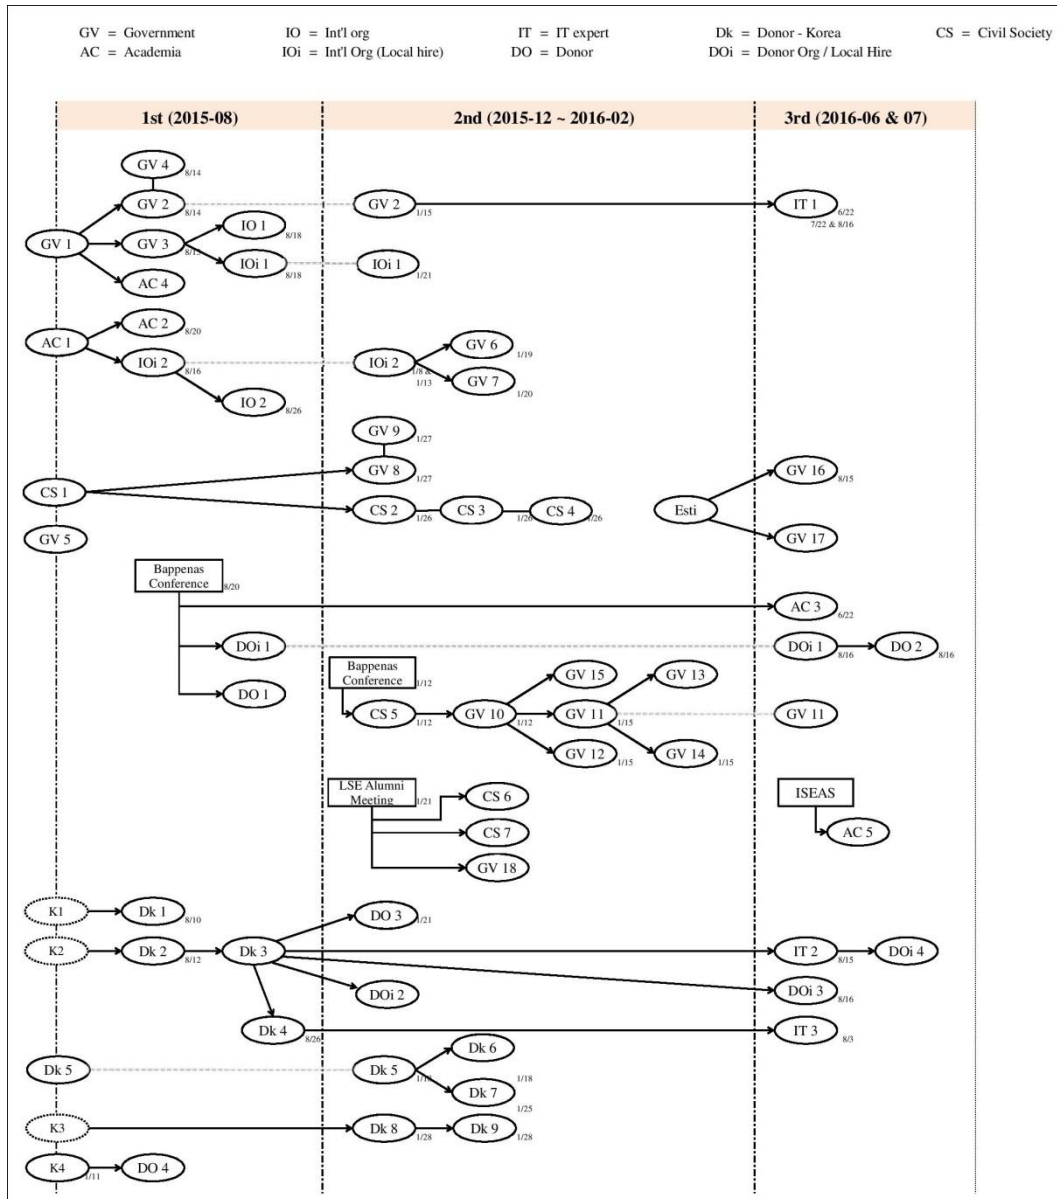 GV = Government IO = Int'l org IT = IT expert Dk = Donor - Korea CS = Civil Society
AC = Academia IOi = Int'l Org (Local hire) DO = Donor DOi = Donor Org / Local Hire
1st (2015-08) 2nd (2015-12 ~ 2016-02) 3rd (2016-06 & 07)
GV 4
8/14
GV 2 GV 2 IT 1
8/14 1/15 6/22
7/22 & 8/16
IO 1
8/18
GV 1 GV 3
8/15
IOi 1 IOi 1
8/18 1/21
AC 4
AC 2
8/20
AC 1
GV 6
1/19
IOi 2 IOi 2
8/16 1/8 &
1/13
GV 7
1/20
IO 2
8/26
GV 9
1/27
GV 8 GV 16
1/27 8/15
CS 1
CS 2 CS 3 CS 4 Esti
1/26 1/26 1/26
GV 5 GV 17
Bappenas
Conference
8/20
AC 3
6/22
DOi 1 DOi 1 DO 2
8/16 8/16
Bappenas
Conference
1/12
GV 15 GV 13
DO 1
CS 5 GV 10 GV 11 GV 11
1/12 1/12 1/15
GV 12 GV 14
1/15 1/15
LSE Alumni
Meeting
1/21
ISEAS
CS 6
CS 7 AC 5
GV 18
K1 Dk 1 DO 3
8/10 1/21
K2 Dk 2 Dk 3 IT 2 DOi 4
8/12 8/15
DOi 2 DOi 3
8/16
Dk 4 IT 3
8/26 8/3
Dk 6
Dk 5 Dk 5
1/18
Dk 7
1/25
K3 Dk 8 Dk 9
1/28 1/28
K4 DO 4
1/11